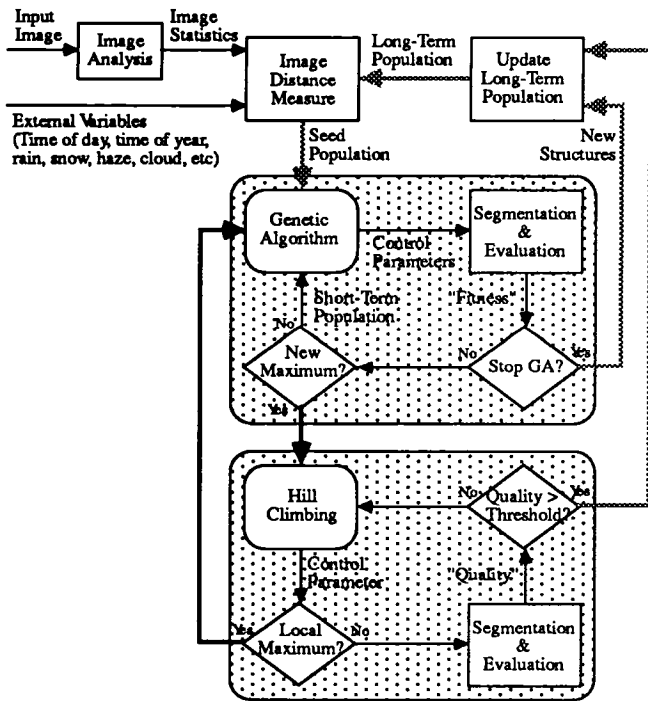 Input
Image
Image
Analysis
Image
Statistics
Image
Distance
Measure
Long-Term
Population
Update
Long-Term
Population
External Variables
(Time of day, time of year,
rain, snow, haze, cloud, etc)
Seed
Population
New
Structures
Genetic
Algorithm
Control
Parameters
Segmentation
&
Evaluation
Short-Term
Population
"Fitness"
No
New
Maximum?
No
Stop GA?
Yes
Yes
Hill
Climbing
No
Quality >
Threshold?
Yes
Control
Parameter
"Quality"
Yes
Local
Maximum?
No
Segmentation
&
Evaluation